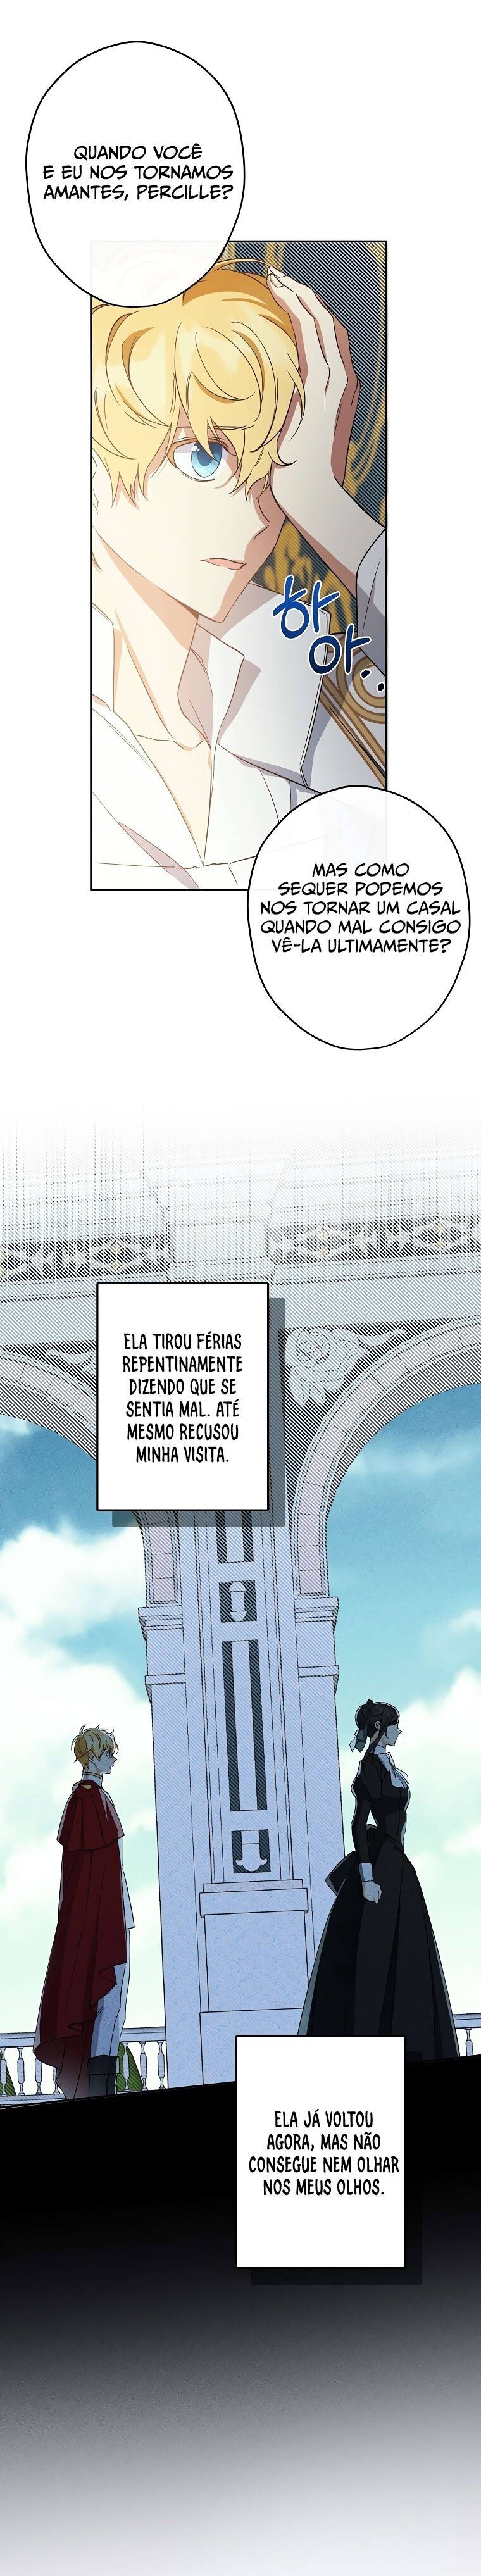 QUANDO VOCÊ
E EU NOS TORNAMOS
AMANTES, PERCILLE?
하
아...
MAS COMO
SEQUER PODEMOS
NOS TORNAR UM CASAL
QUANDO MAL CONSIGO
VÊ-LA ULTIMAMENTE?
ELA TIROU FÉRIAS
REPENTINAMENTE
DIZENDO QUE SE
SENTIA MAL. ATÉ
MESMO RECUSOU
MINHA VISITA.
ELA JÁ VOLTOU
AGORA, MAS NÃO
CONSEGUE NEM OLHAR
NOS MEUS OLHOS.